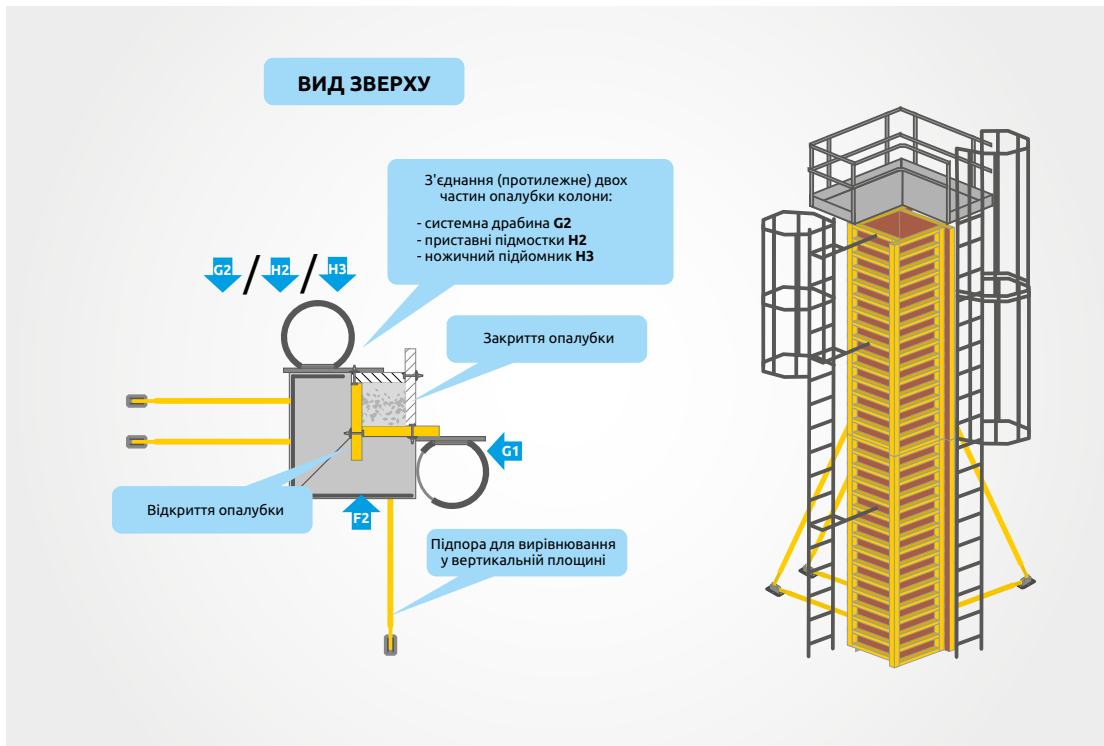 ВИД ЗВЕРХУ
З'єднання (протилежне) двох
частин опалубки колони:
- системна драбина G2
- приставні підмостки H2
- ножичний підйомник H3
G2 / H2 / H3
Закриття опалубки
G1
Відкриття опалубки
F2
Підпора для вирівнювання
у вертикальній площині